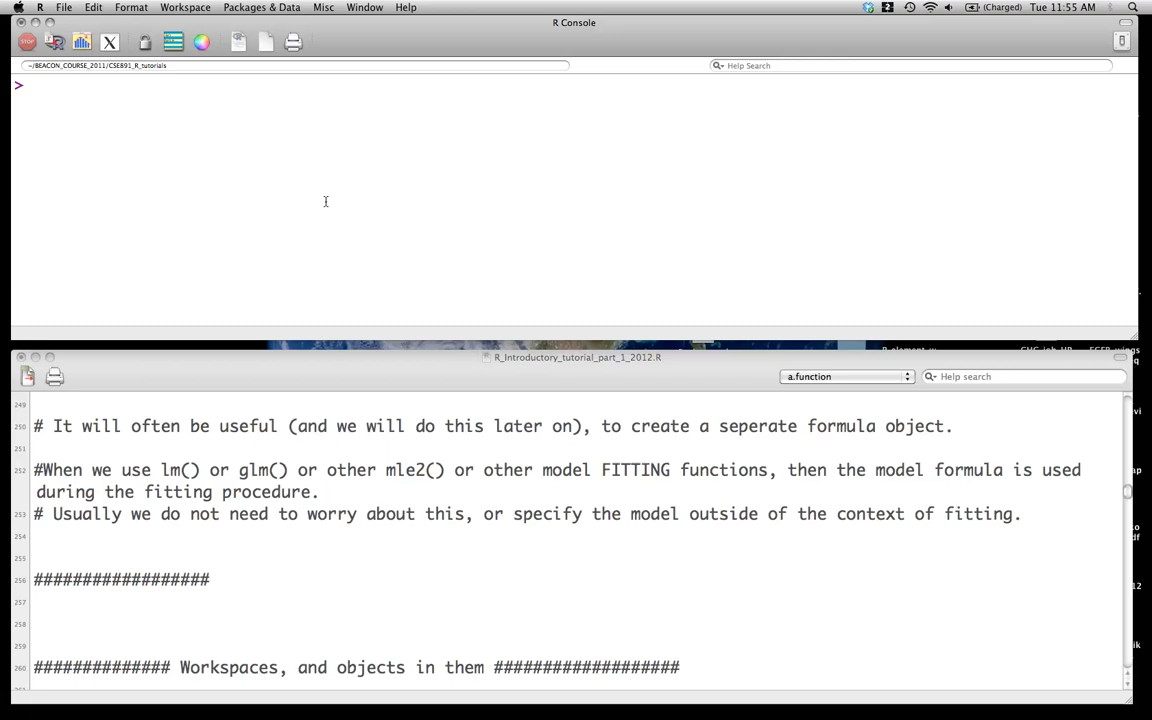 R File Edit Format Workspace Packages & Data Misc Window Help (Charged) Tue 11:55 AM
R Console
~/BEACON_COURSE_2011/CSE891_R_tutorials Help Search
>
R_Introductory_tutorial_part_1_2012.R
a.function Help search
249
250 # It will often be useful (and we will do this later on), to create a seperate formula object.
251
252 #When we use lm() or glm() or other mle2() or other model FITTING functions, then the model formula is used
during the fitting procedure.
253 # Usually we do not need to worry about this, or specify the model outside of the context of fitting.
254
255
256 ##################
257
258
259
260 ############## Workspaces, and objects in them ###################